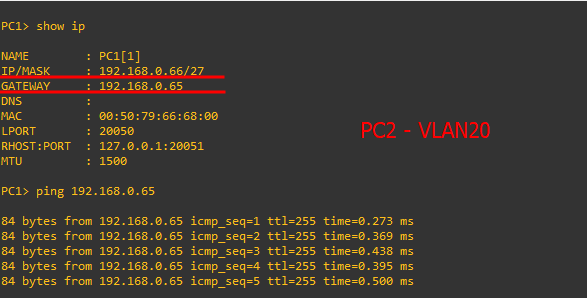 PC1> show ip
NAME : PC1[1]
IP/MASK : 192.168.0.66/27
GATEWAY : 192.168.0.65
DNS :
MAC : 00:50:79:66:68:00
LPORT : 20050
RHOST:PORT : 127.0.0.1:20051
MTU : 1500
PC2 - VLAN20
PC1> ping 192.168.0.65
84 bytes from 192.168.0.65 icmp_seq=1 ttl=255 time=0.273 ms
84 bytes from 192.168.0.65 icmp_seq=2 ttl=255 time=0.369 ms
84 bytes from 192.168.0.65 icmp_seq=3 ttl=255 time=0.438 ms
84 bytes from 192.168.0.65 icmp_seq=4 ttl=255 time=0.395 ms
84 bytes from 192.168.0.65 icmp_seq=5 ttl=255 time=0.500 ms